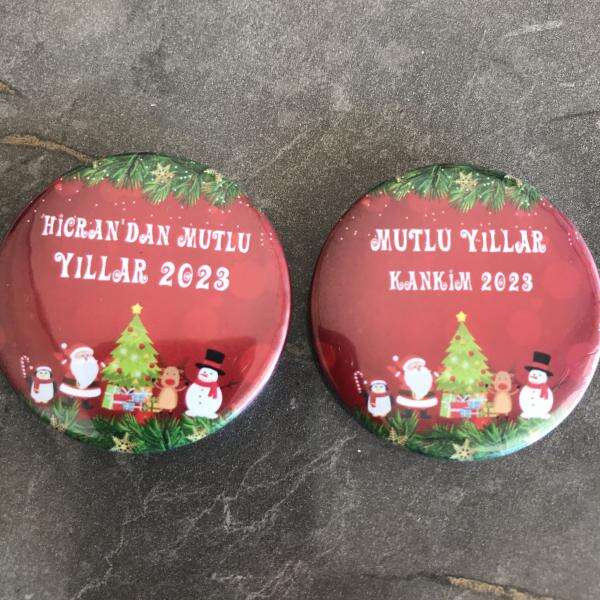 HİCRAN'DAN MUTLU
YILLAR 2023
MUTLU YILLAR
KANKİM 2023